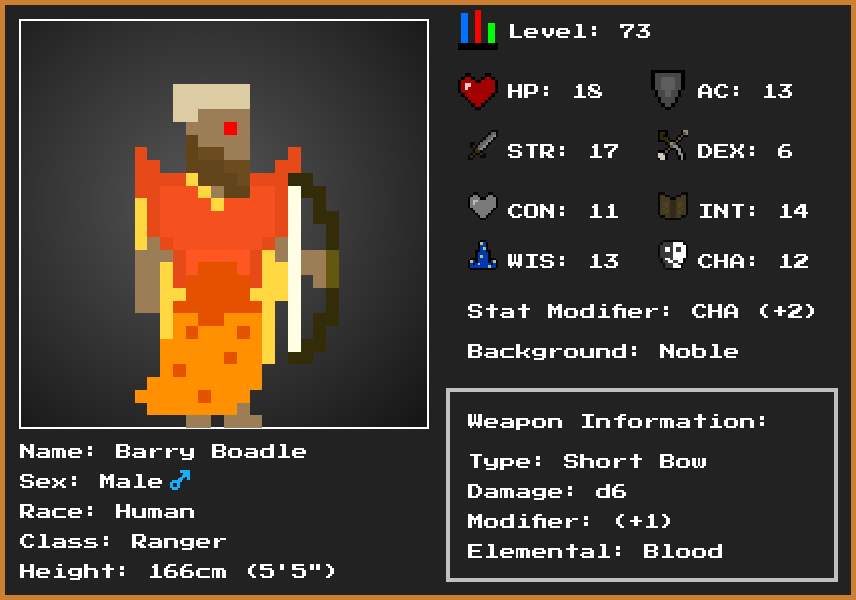 Level: 73
HP: 18
AC: 13
STR: 17
DEX: 6
CON: 11
INT: 14
WIS: 13
CHA: 12
Stat Modifier: CHA (+2)
Background: Noble
Weapon Information:
Type: Short Bow
Damage: d6
Modifier: (+1)
Elemental: Blood
Name: Barry Boadle
Sex: Male♂
Race: Human
Class: Ranger
Height: 166cm (5'5")